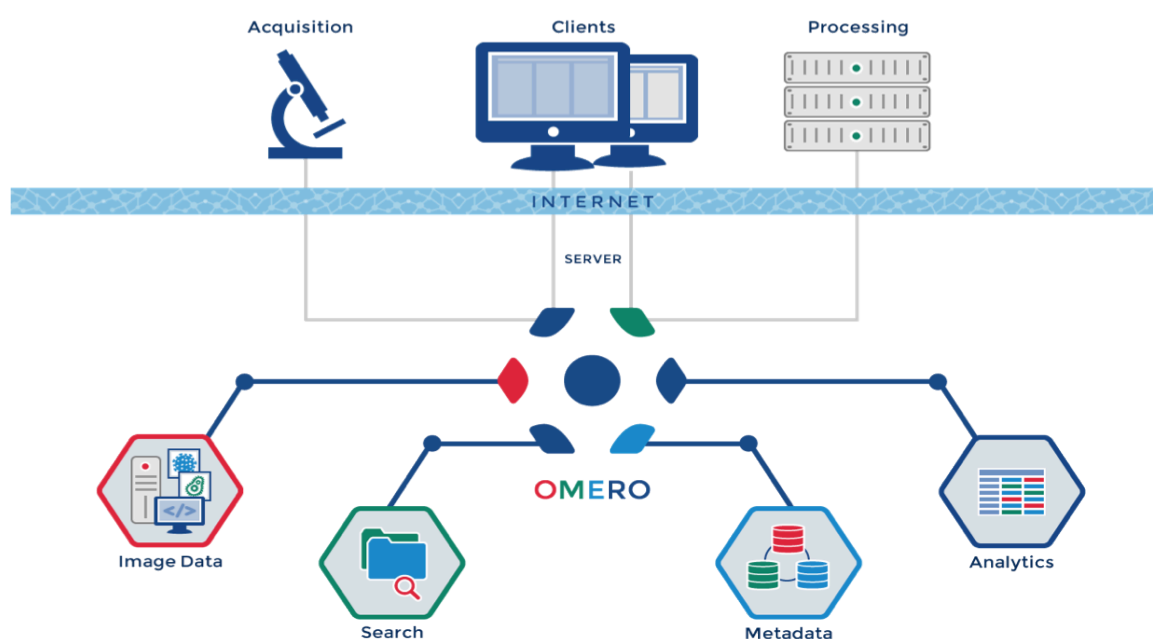 Acquisition
Clients
Processing
INTERNET
SERVER
OMERO
</>
Image Data
Analytics
Search
Metadata